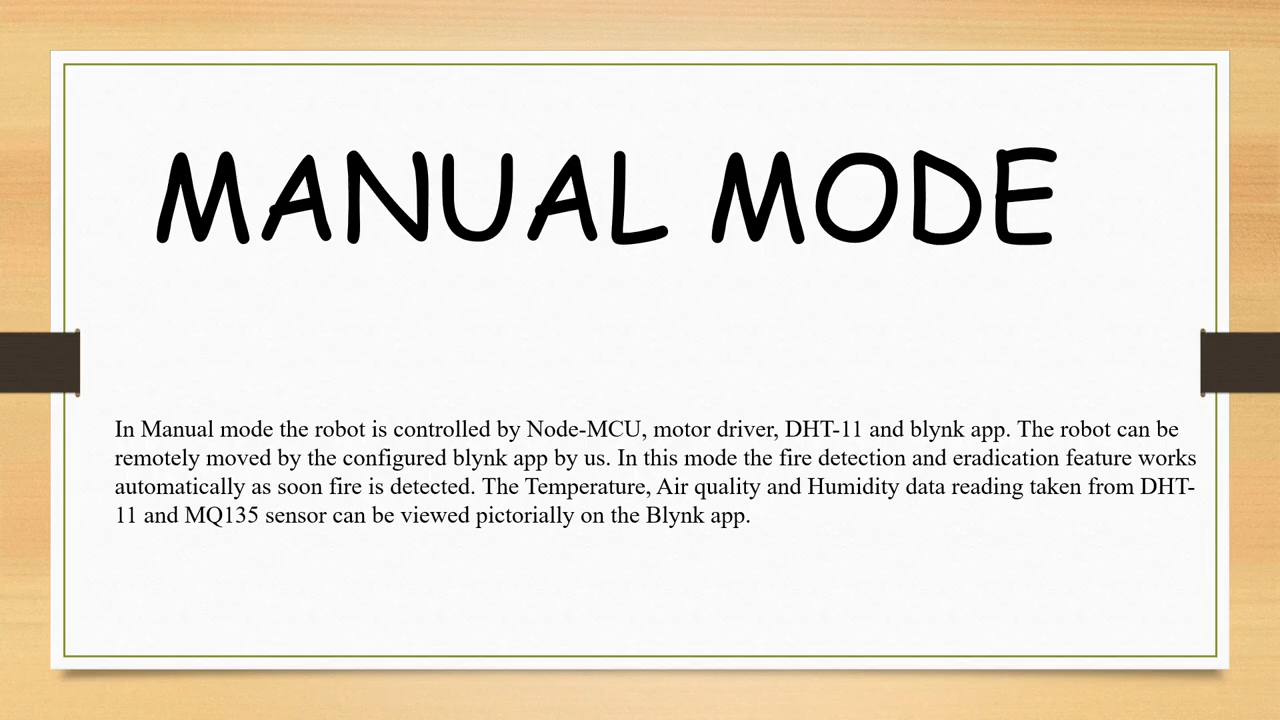 MANUAL MODE
In Manual mode the robot is controlled by Node-MCU, motor driver, DHT-11 and blynk app. The robot can be
remotely moved by the configured blynk app by us. In this mode the fire detection and eradication feature works
automatically as soon fire is detected. The Temperature, Air quality and Humidity data reading taken from DHT-
11 and MQ135 sensor can be viewed pictorially on the Blynk app.